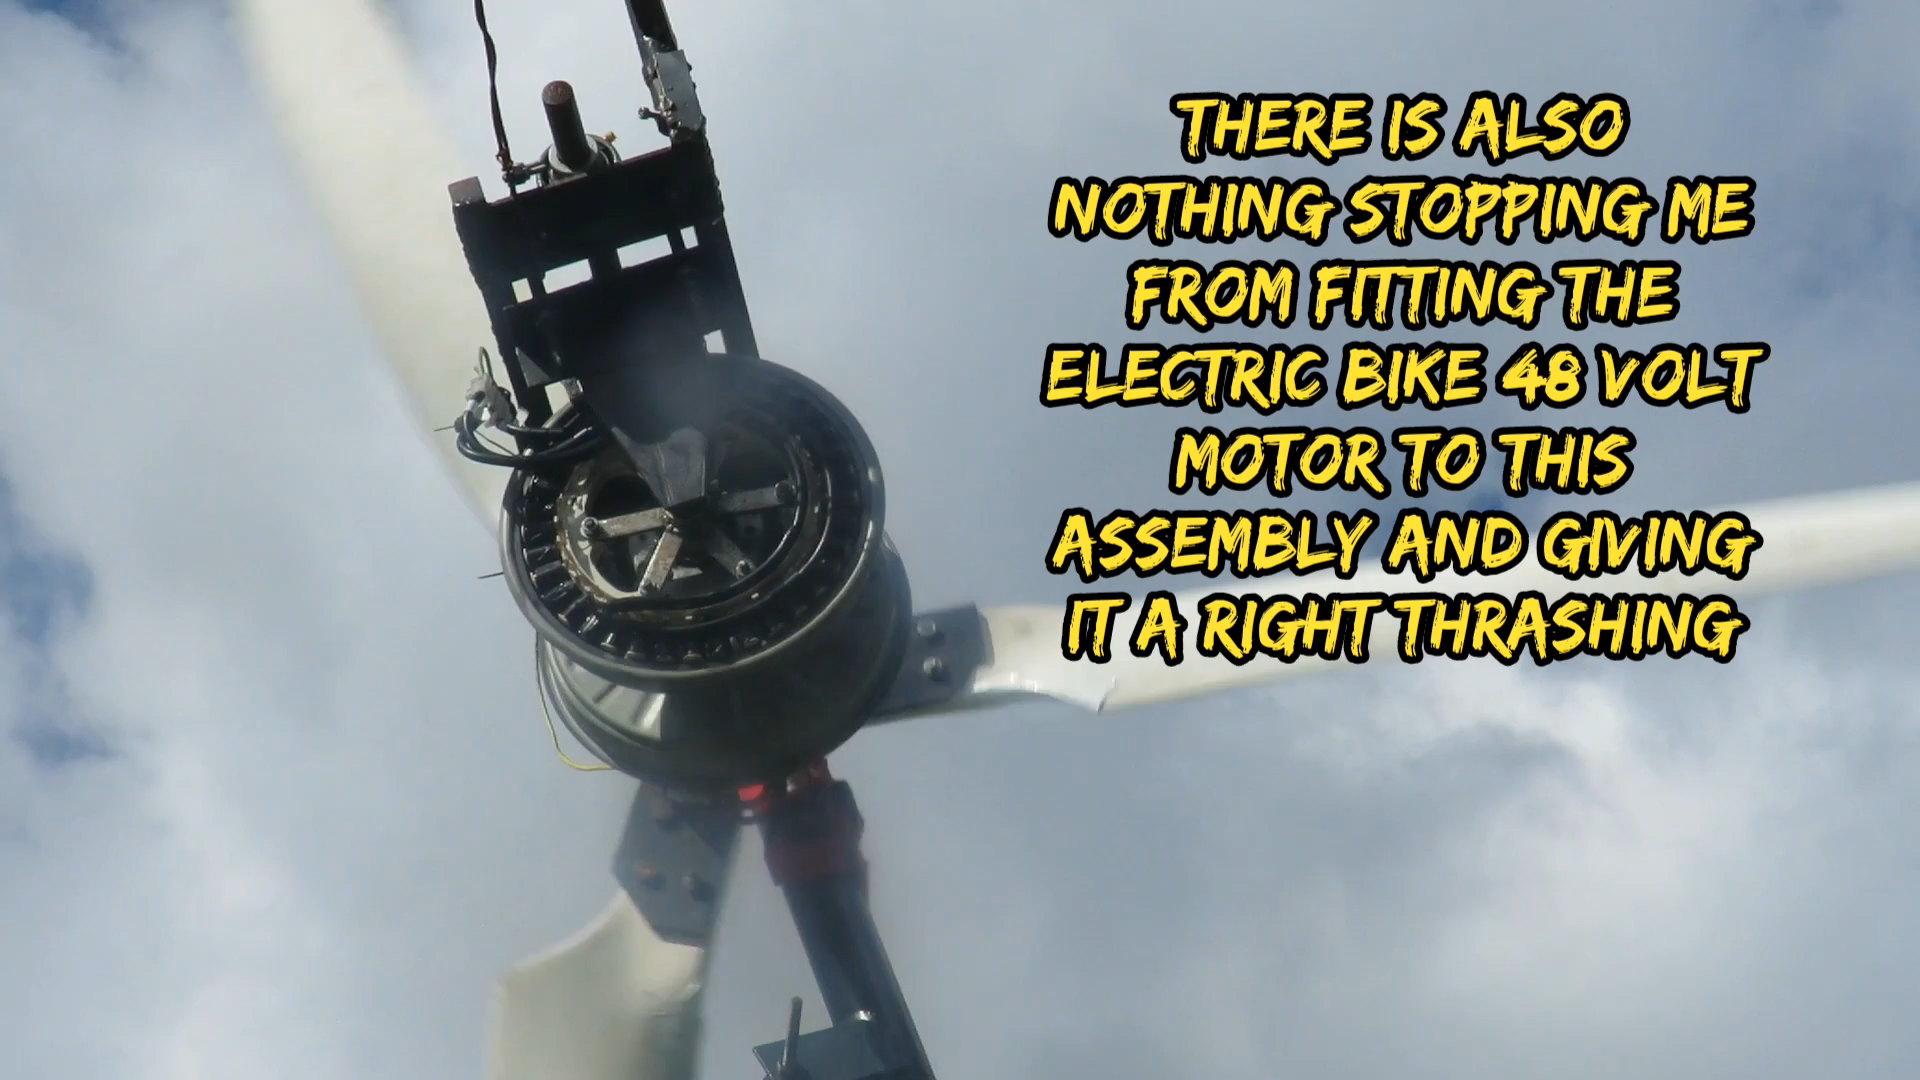 THERE IS ALSO
NOTHING STOPPING ME
FROM FITTING THE
ELECTRIC BIKE 48 VOLT
MOTOR TO THIS
ASSEMBLY AND GIVING
IT A RIGHT THRASHING